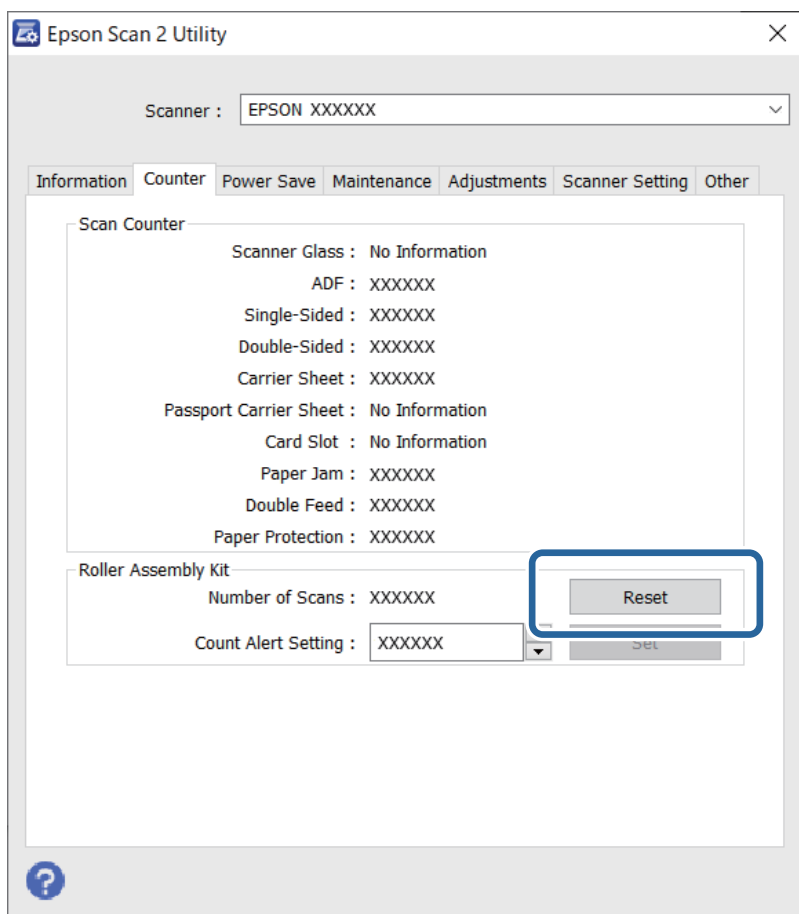 Epson Scan 2 Utility
Scanner : EPSON XXXXXX
Information Counter Power Save Maintenance Adjustments Scanner Setting Other
Scan Counter
Scanner Glass : No Information
ADF : XXXXXX
Single-Sided : XXXXXX
Double-Sided : XXXXXX
Carrier Sheet : XXXXXX
Passport Carrier Sheet : No Information
Card Slot : No Information
Paper Jam : XXXXXX
Double Feed : XXXXXX
Paper Protection : XXXXXX
Roller Assembly Kit
Number of Scans : XXXXXX Reset
Count Alert Setting : XXXXXX Set
?